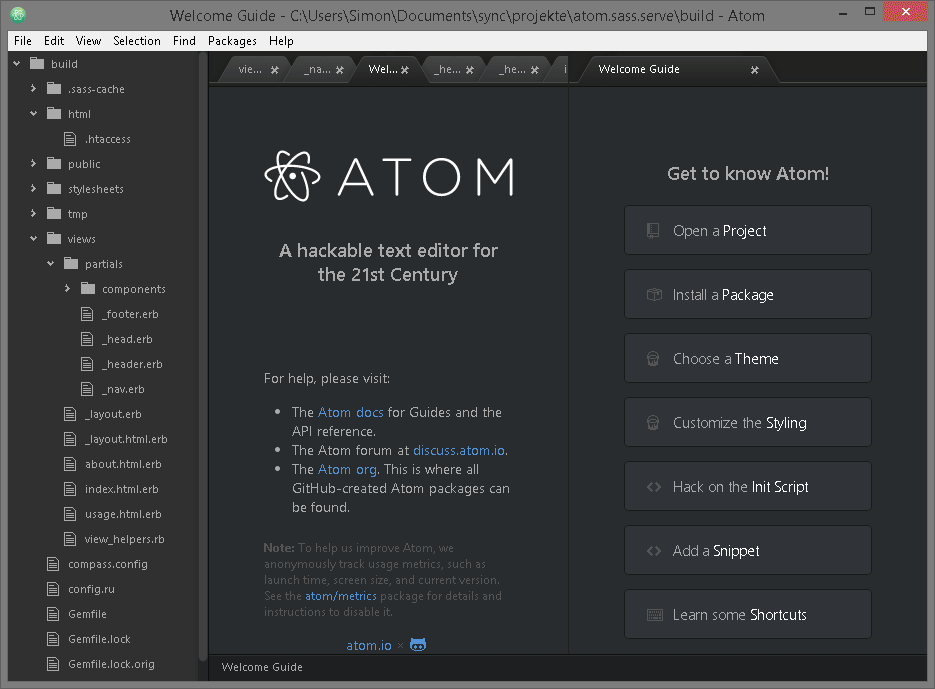 Welcome Guide - C:\Users\Simon\Documents\sync\projekte\atom.sass.serve\build - Atom
File Edit View Selection Find Packages Help
build
.sass-cache
html
.htaccess
public
stylesheets
tmp
views
partials
components
_footer.erb
_head.erb
_header.erb
_nav.erb
_layout.erb
_layout.html.erb
about.html.erb
index.html.erb
usage.html.erb
view_helpers.rb
compass.config
config.ru
Gemfile
Gemfile.lock
Gemfile.lock.orig
vie... _na... Wel... _he... _he... i
ATOM
A hackable text editor for
the 21st Century
For help, please visit:
• The Atom docs for Guides and the
API reference.
• The Atom forum at discuss.atom.io.
• The Atom org. This is where all
GitHub-created Atom packages can
be found.
Note: To help us improve Atom, we
anonymously track usage metrics, such as
launch time, screen size, and current version.
See the atom/metrics package for details and
instructions to disable it.
atom.io ×
Welcome Guide
Get to know Atom!
Open a Project
Install a Package
Choose a Theme
Customize the Styling
Hack on the Init Script
Add a Snippet
Learn some Shortcuts
Welcome Guide